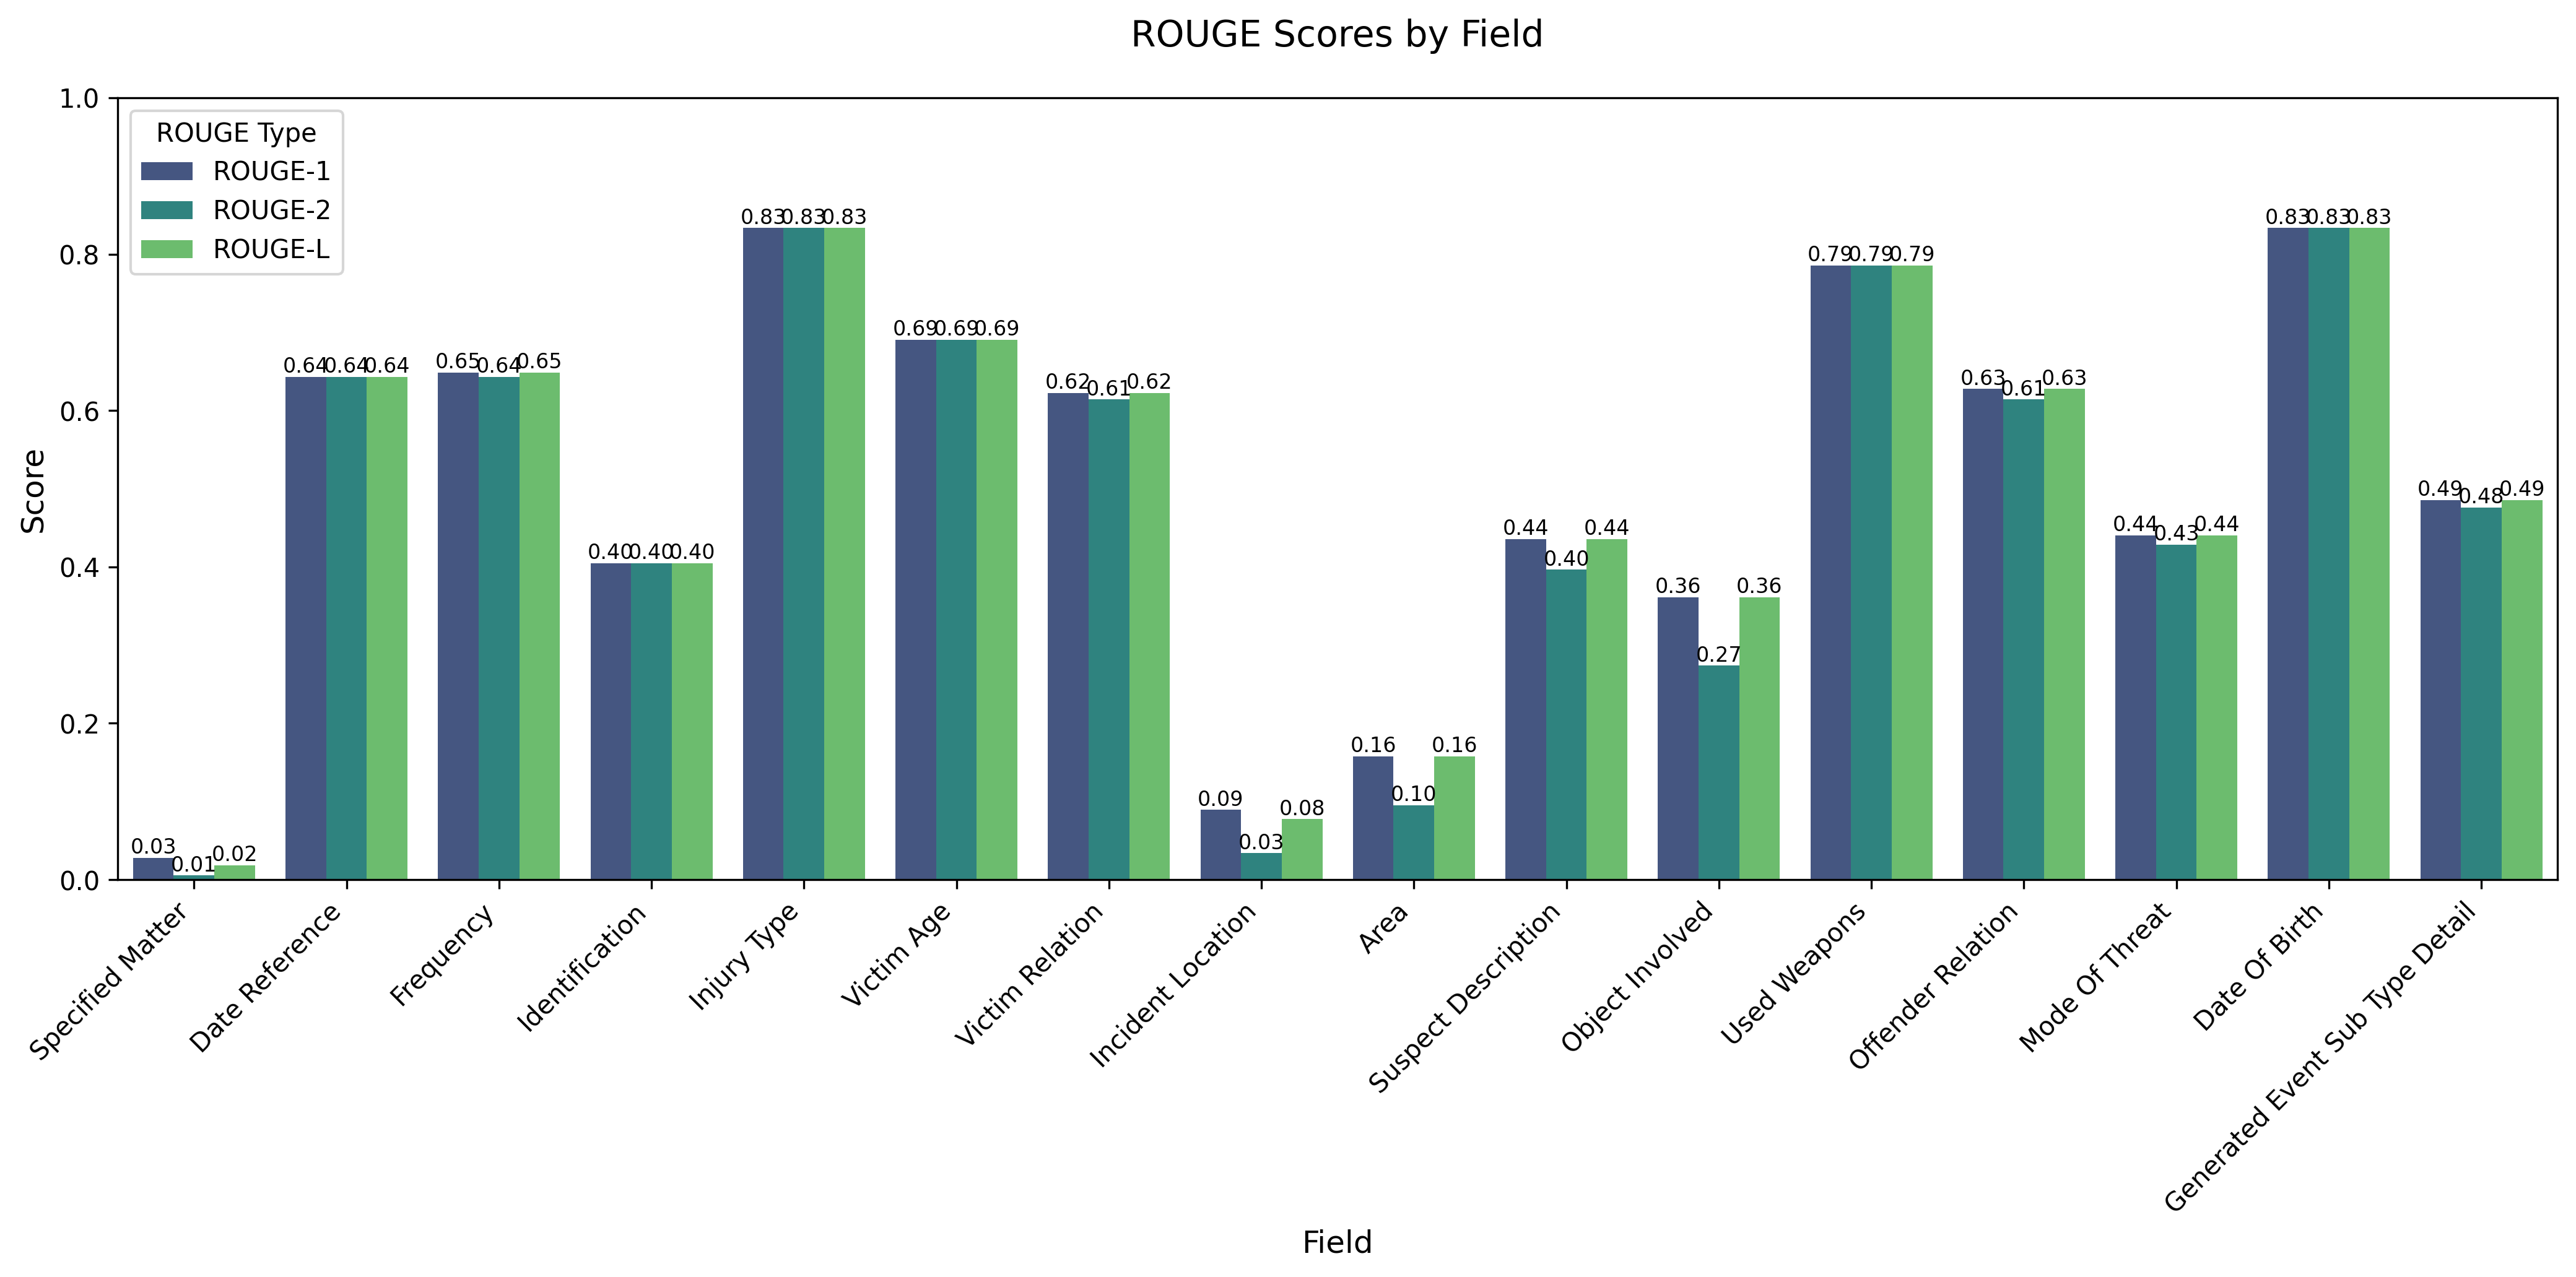 ROUGE Scores by Field
1.0
0.8
0.6
0.4
0.2
0.0
Score
ROUGE Type
ROUGE-1
ROUGE-2
ROUGE-L
0.03 0.01 0.02
0.64 0.64 0.64
0.65 0.64 0.65
0.40 0.40 0.40
0.83 0.83 0.83
0.69 0.69 0.69
0.62 0.61 0.62
0.09 0.03 0.08
0.16 0.10 0.16
0.44 0.40 0.44
0.36 0.27 0.36
0.79 0.79 0.79
0.63 0.61 0.63
0.44 0.43 0.44
0.83 0.83 0.83
0.49 0.48 0.49
Specified Matter
Date Reference
Frequency
Identification
Injury Type
Victim Age
Victim Relation
Incident Location
Area
Suspect Description
Object Involved
Used Weapons
Offender Relation
Mode Of Threat
Date Of Birth
Generated Event Sub Type Detail
Field